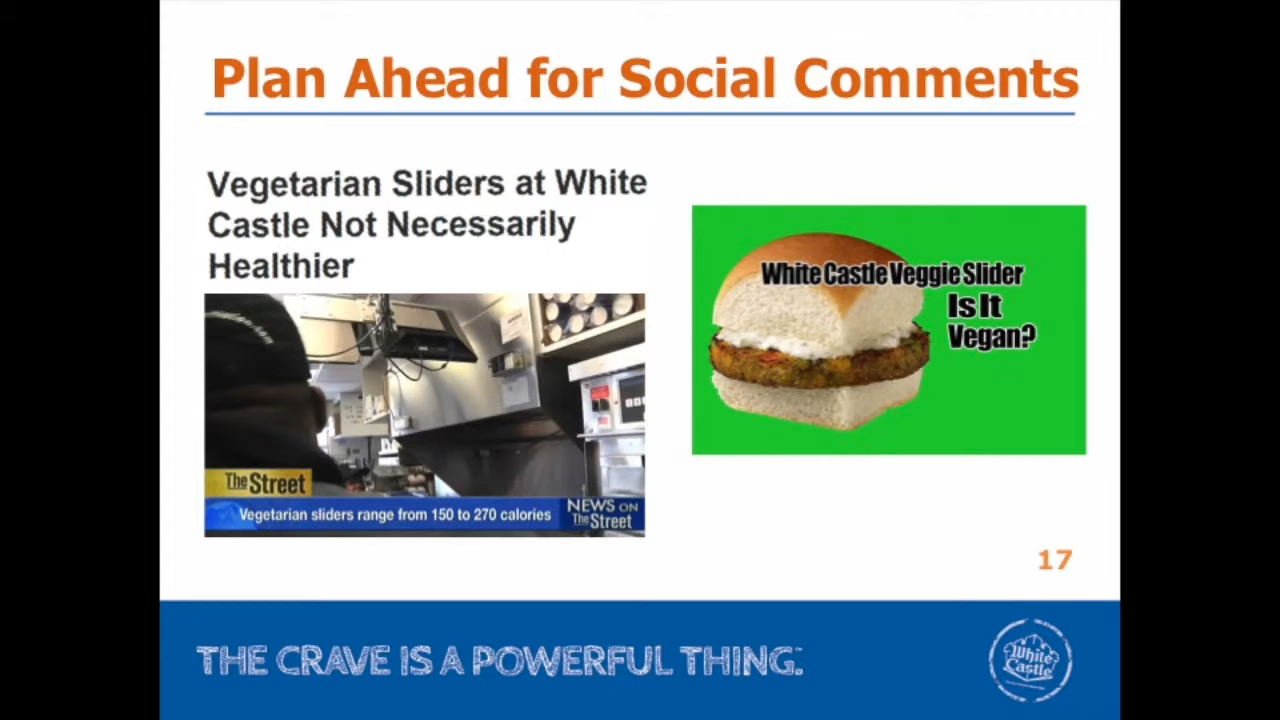 Plan Ahead for Social Comments
Vegetarian Sliders at White
Castle Not Necessarily
Healthier
The Street
Vegetarian sliders range from 150 to 270 calories
NEWS ON
The Street
White Castle Veggie Slider
Is It
Vegan?
17
THE CRAVE IS A POWERFUL THING.™
White
Castle